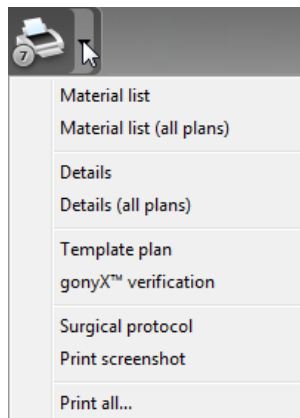 7
Material list
Material list (all plans)
Details
Details (all plans)
Template plan
gonyX™ verification
Surgical protocol
Print screenshot
Print all...